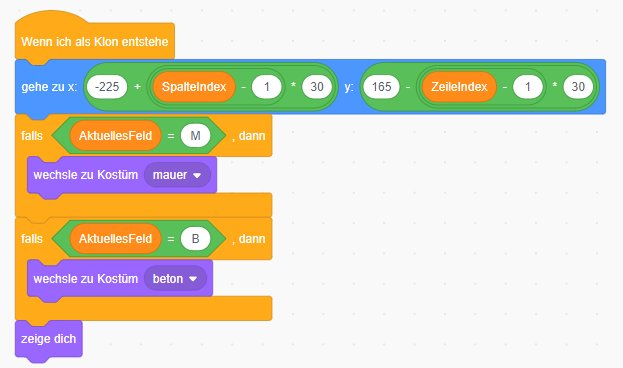 Wenn ich als Klon entstehe
gehe zu x: -225 + SpalteIndex - 1 * 30 y: 165 - ZeileIndex - 1 * 30
falls AktuellesFeld = M , dann
wechsle zu Kostüm mauer
falls AktuellesFeld = B , dann
wechsle zu Kostüm beton
zeige dich